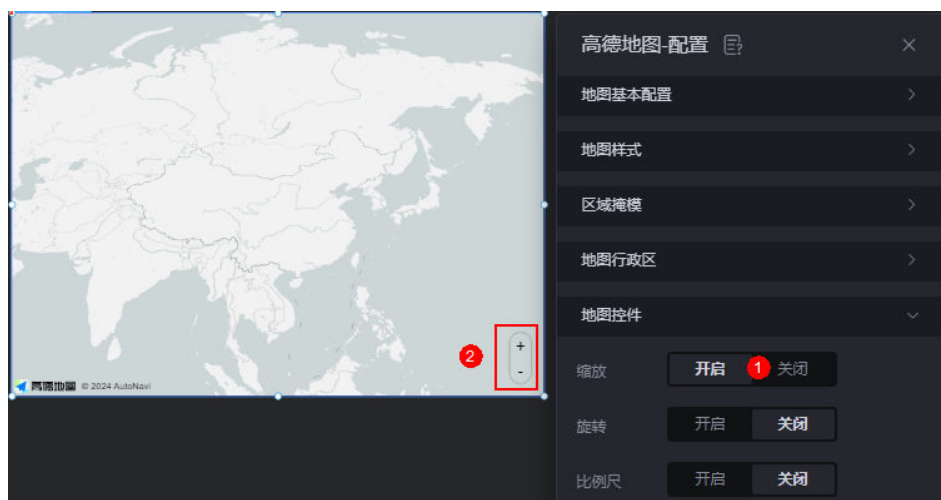 高德地图-配置
地图基本配置
地图样式
区域掩模
地图行政区
地图控件
缩放 开启 1 关闭
旋转 开启 关闭
比例尺 开启 关闭
2
+
-
高德地图 © 2024 AutoNavi